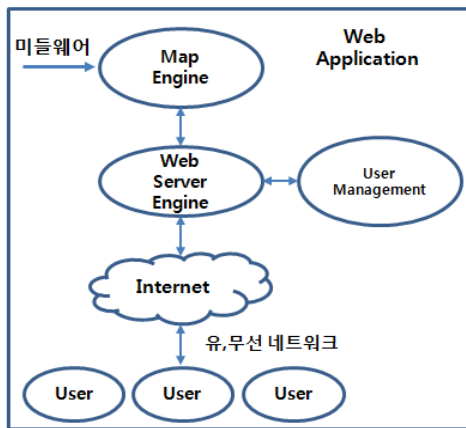 미들웨어
Map
Engine
Web
Application
Web
Server
Engine
User
Management
Internet
유,무선 네트워크
User
User
User